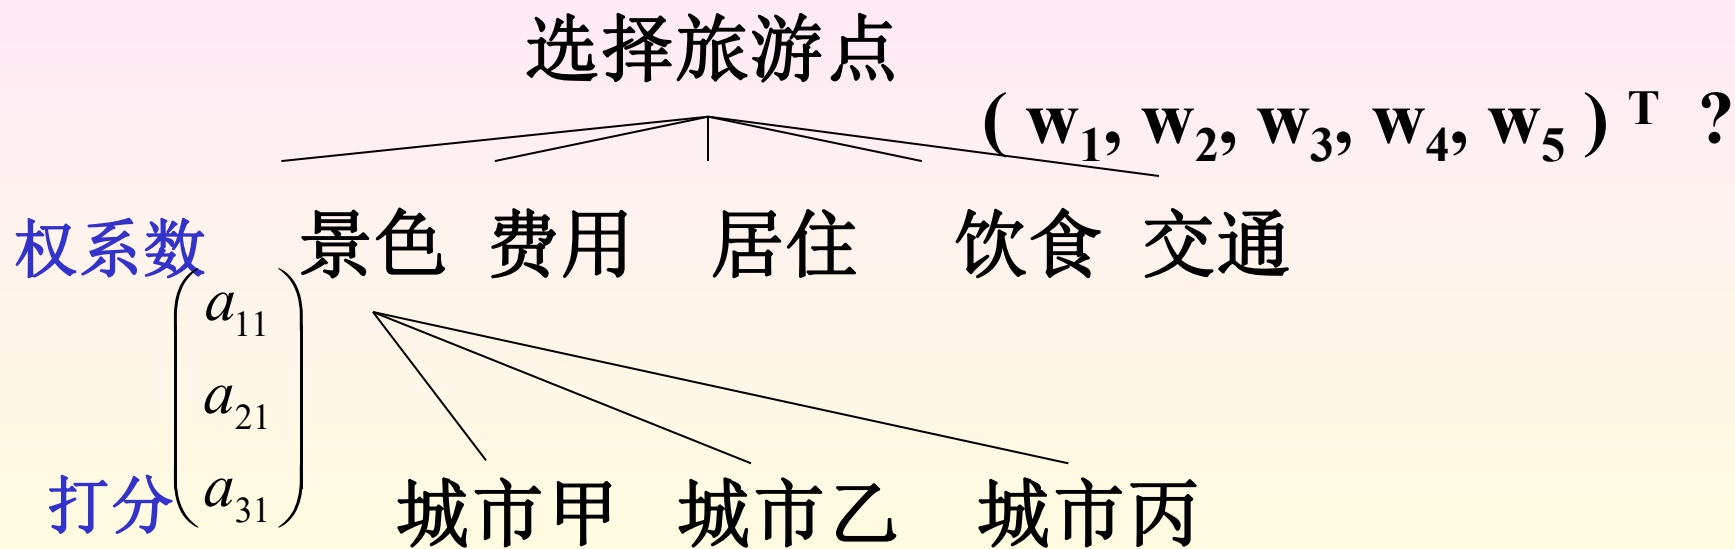 选择旅游点
( w₁, w₂, w₃, w₄, w₅ ) ᵀ ?
权系数 景色 费用 居住 饮食 交通
a₁₁
a₂₁
a₃₁
打分 城市甲 城市乙 城市丙